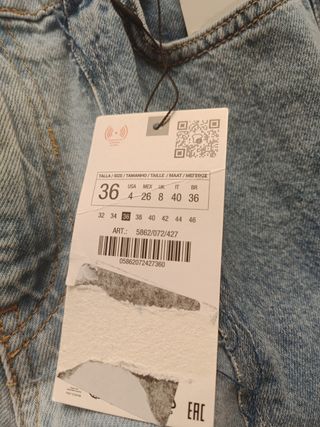 TALLA / SIZE / TAMANHO / TAILLE / MAAT / ΜΕΓΕΘΟΣ
36 USA MEX UK IT BR
4 26 8 40 36
32 34 36 38 40 42 44 46
ART.: 5862/072/427
05862072427360
EAC